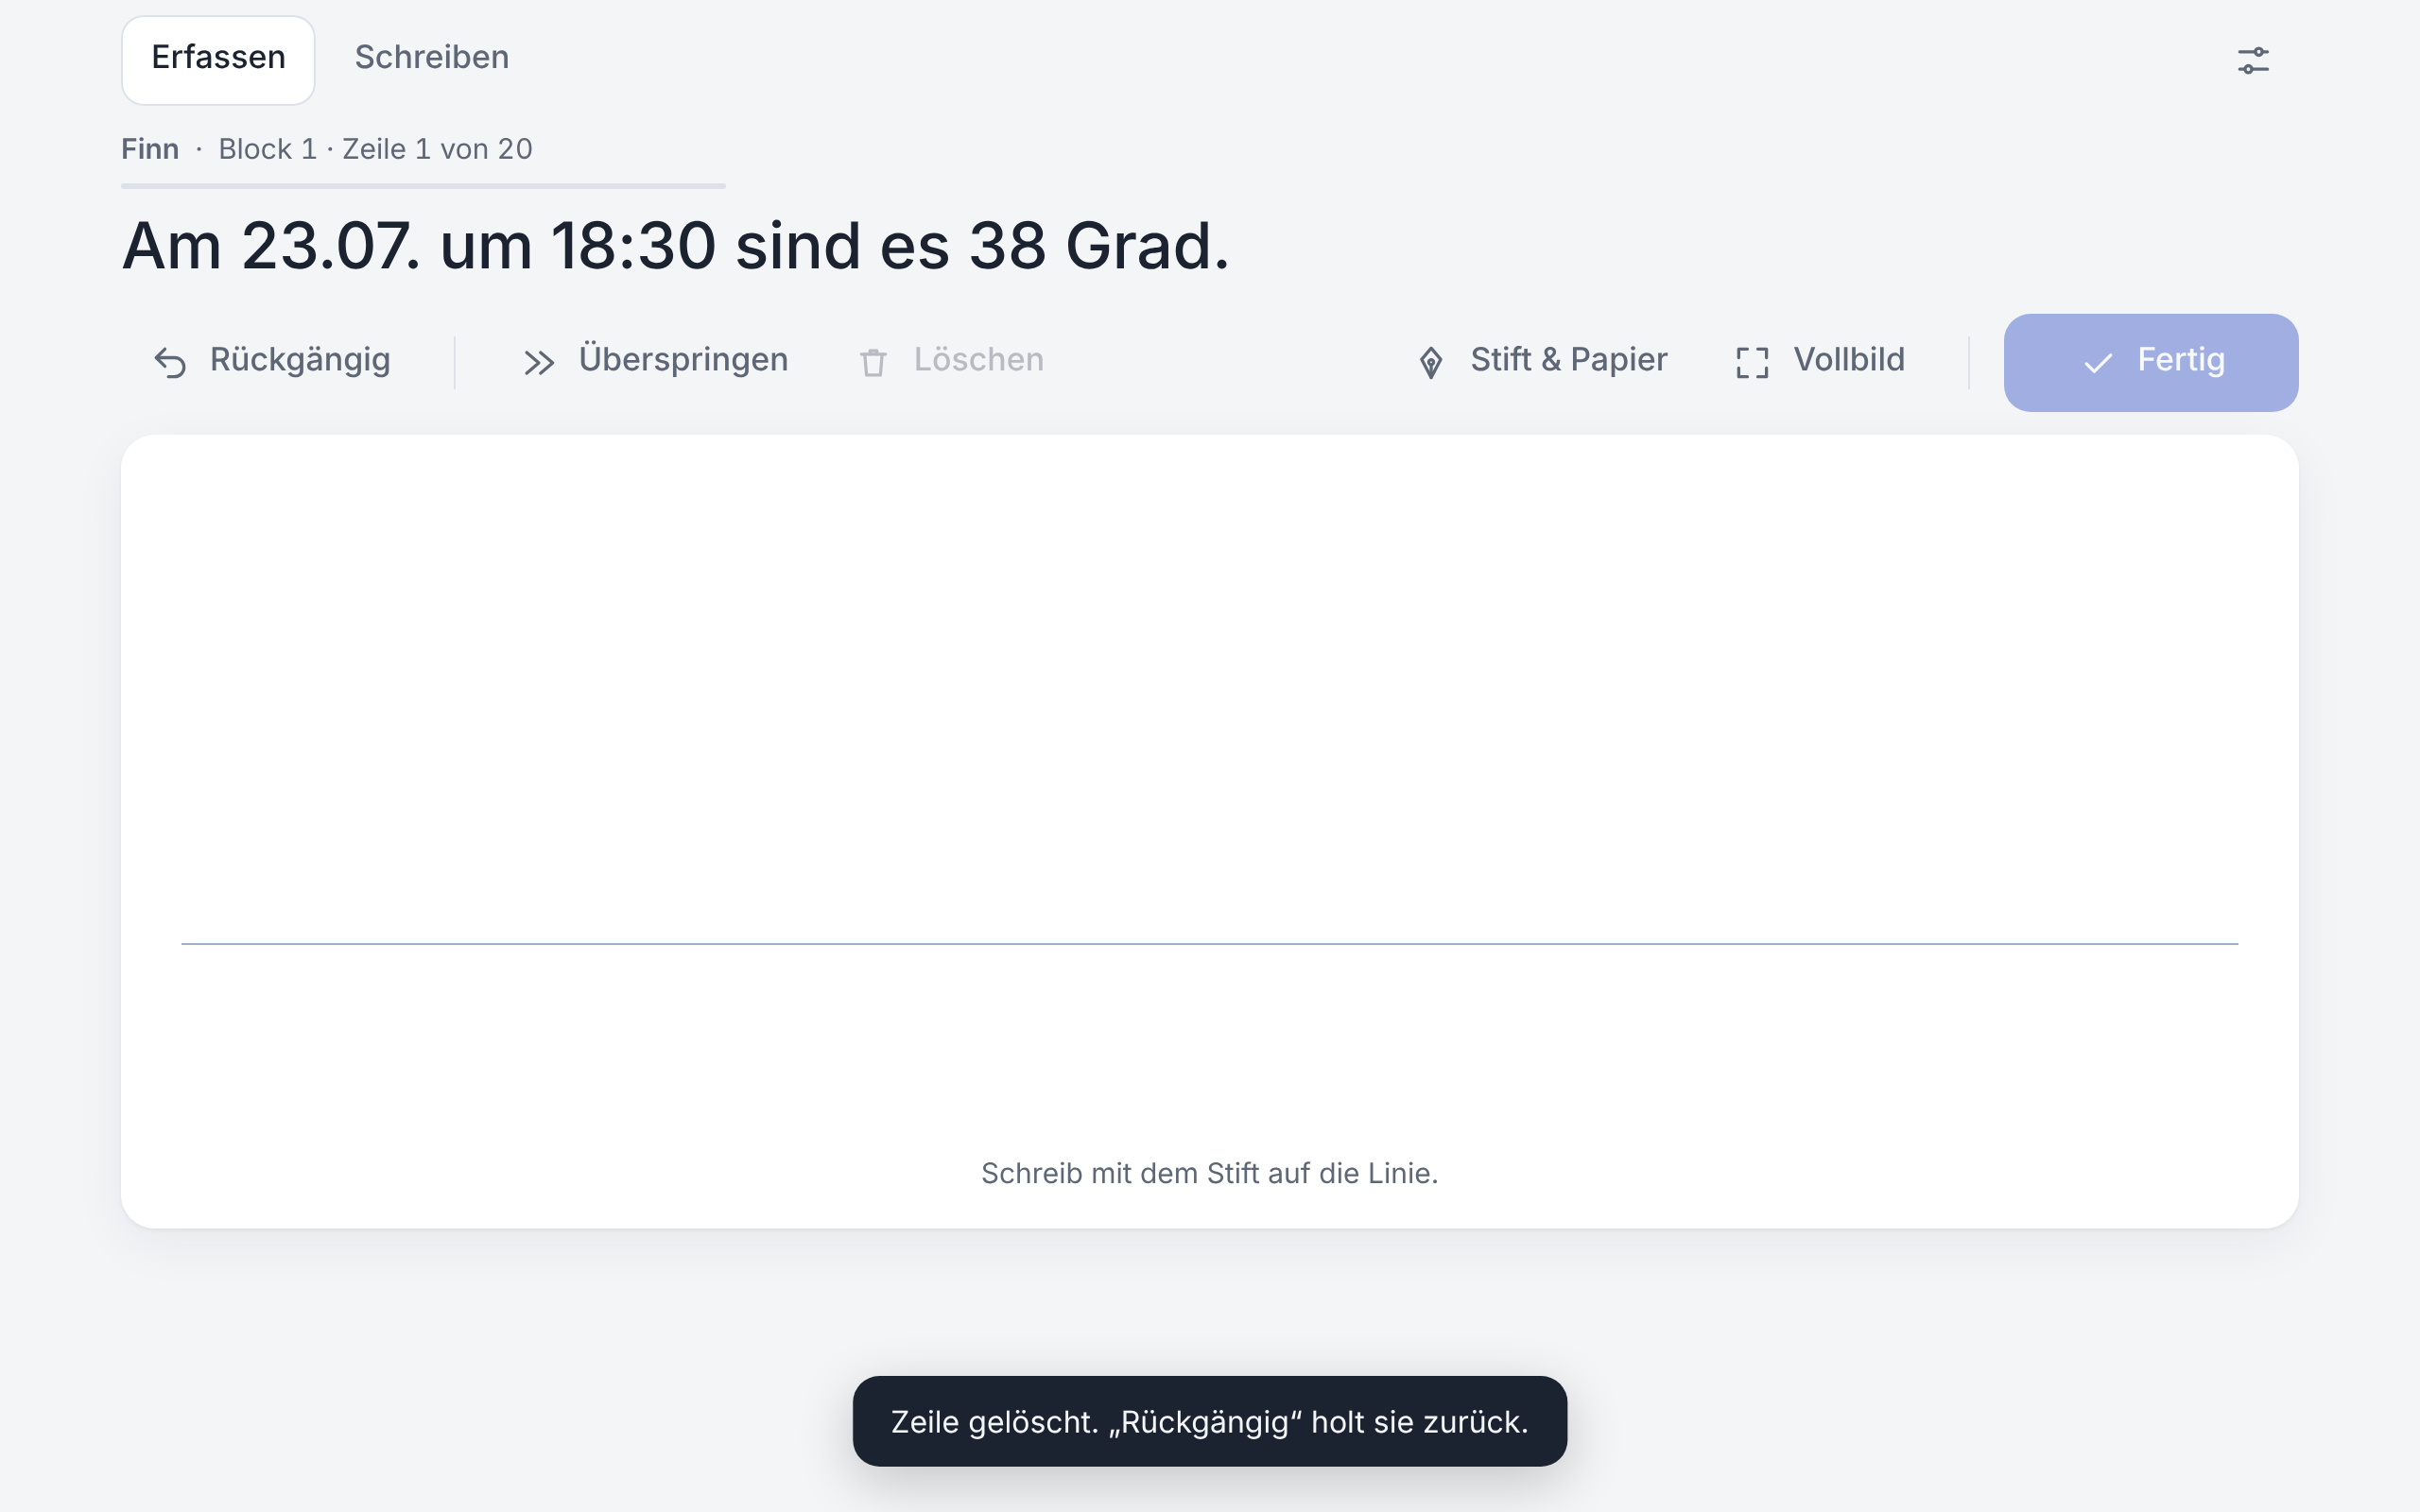 Erfassen Schreiben
Finn · Block 1 · Zeile 1 von 20
Am 23.07. um 18:30 sind es 38 Grad.
Rückgängig Überspringen Löschen Stift & Papier Vollbild Fertig
Schreib mit dem Stift auf die Linie.
Zeile gelöscht. „Rückgängig“ holt sie zurück.